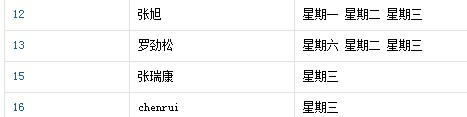 12 张旭 星期一 星期二 星期三
13 罗劲松 星期六 星期二 星期三
15 张瑞康 星期三
16 chenrui 星期三